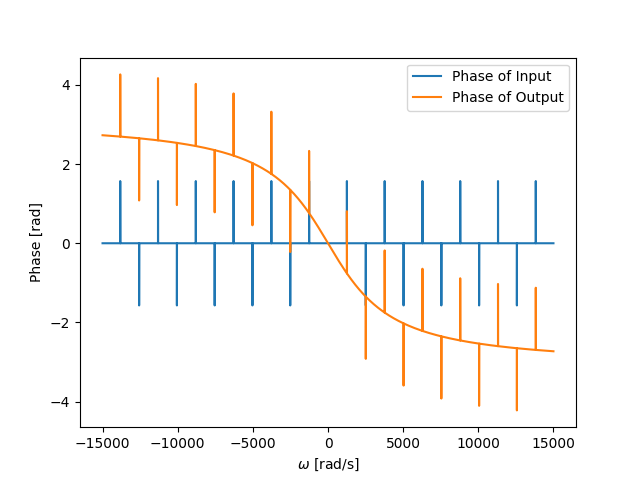 Phase of Input
Phase of Output
Phase [rad]
4
2
0
−2
−4
−15000 −10000 −5000 0 5000 10000 15000
ω [rad/s]